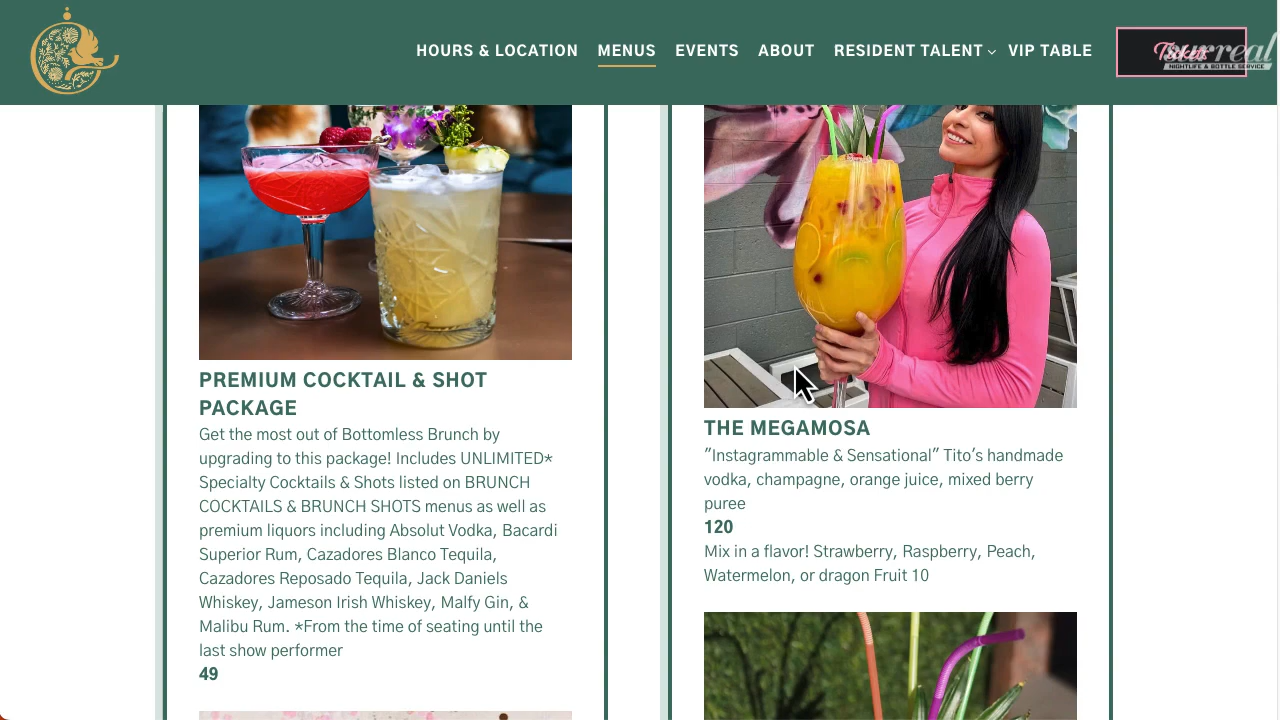 HOURS & LOCATION MENUS EVENTS ABOUT RESIDENT TALENT VIP TABLE
surreal
NIGHTLIFE & BOTTLE SERVICE
PREMIUM COCKTAIL & SHOT
PACKAGE
Get the most out of Bottomless Brunch by
upgrading to this package! Includes UNLIMITED*
Specialty Cocktails & Shots listed on BRUNCH
COCKTAILS & BRUNCH SHOTS menus as well as
premium liquors including Absolut Vodka, Bacardi
Superior Rum, Cazadores Blanco Tequila,
Cazadores Reposado Tequila, Jack Daniels
Whiskey, Jameson Irish Whiskey, Malfy Gin, &
Malibu Rum. *From the time of seating until the
last show performer
49
THE MEGAMOSA
"Instagrammable & Sensational" Tito's handmade
vodka, champagne, orange juice, mixed berry
puree
120
Mix in a flavor! Strawberry, Raspberry, Peach,
Watermelon, or dragon Fruit 10